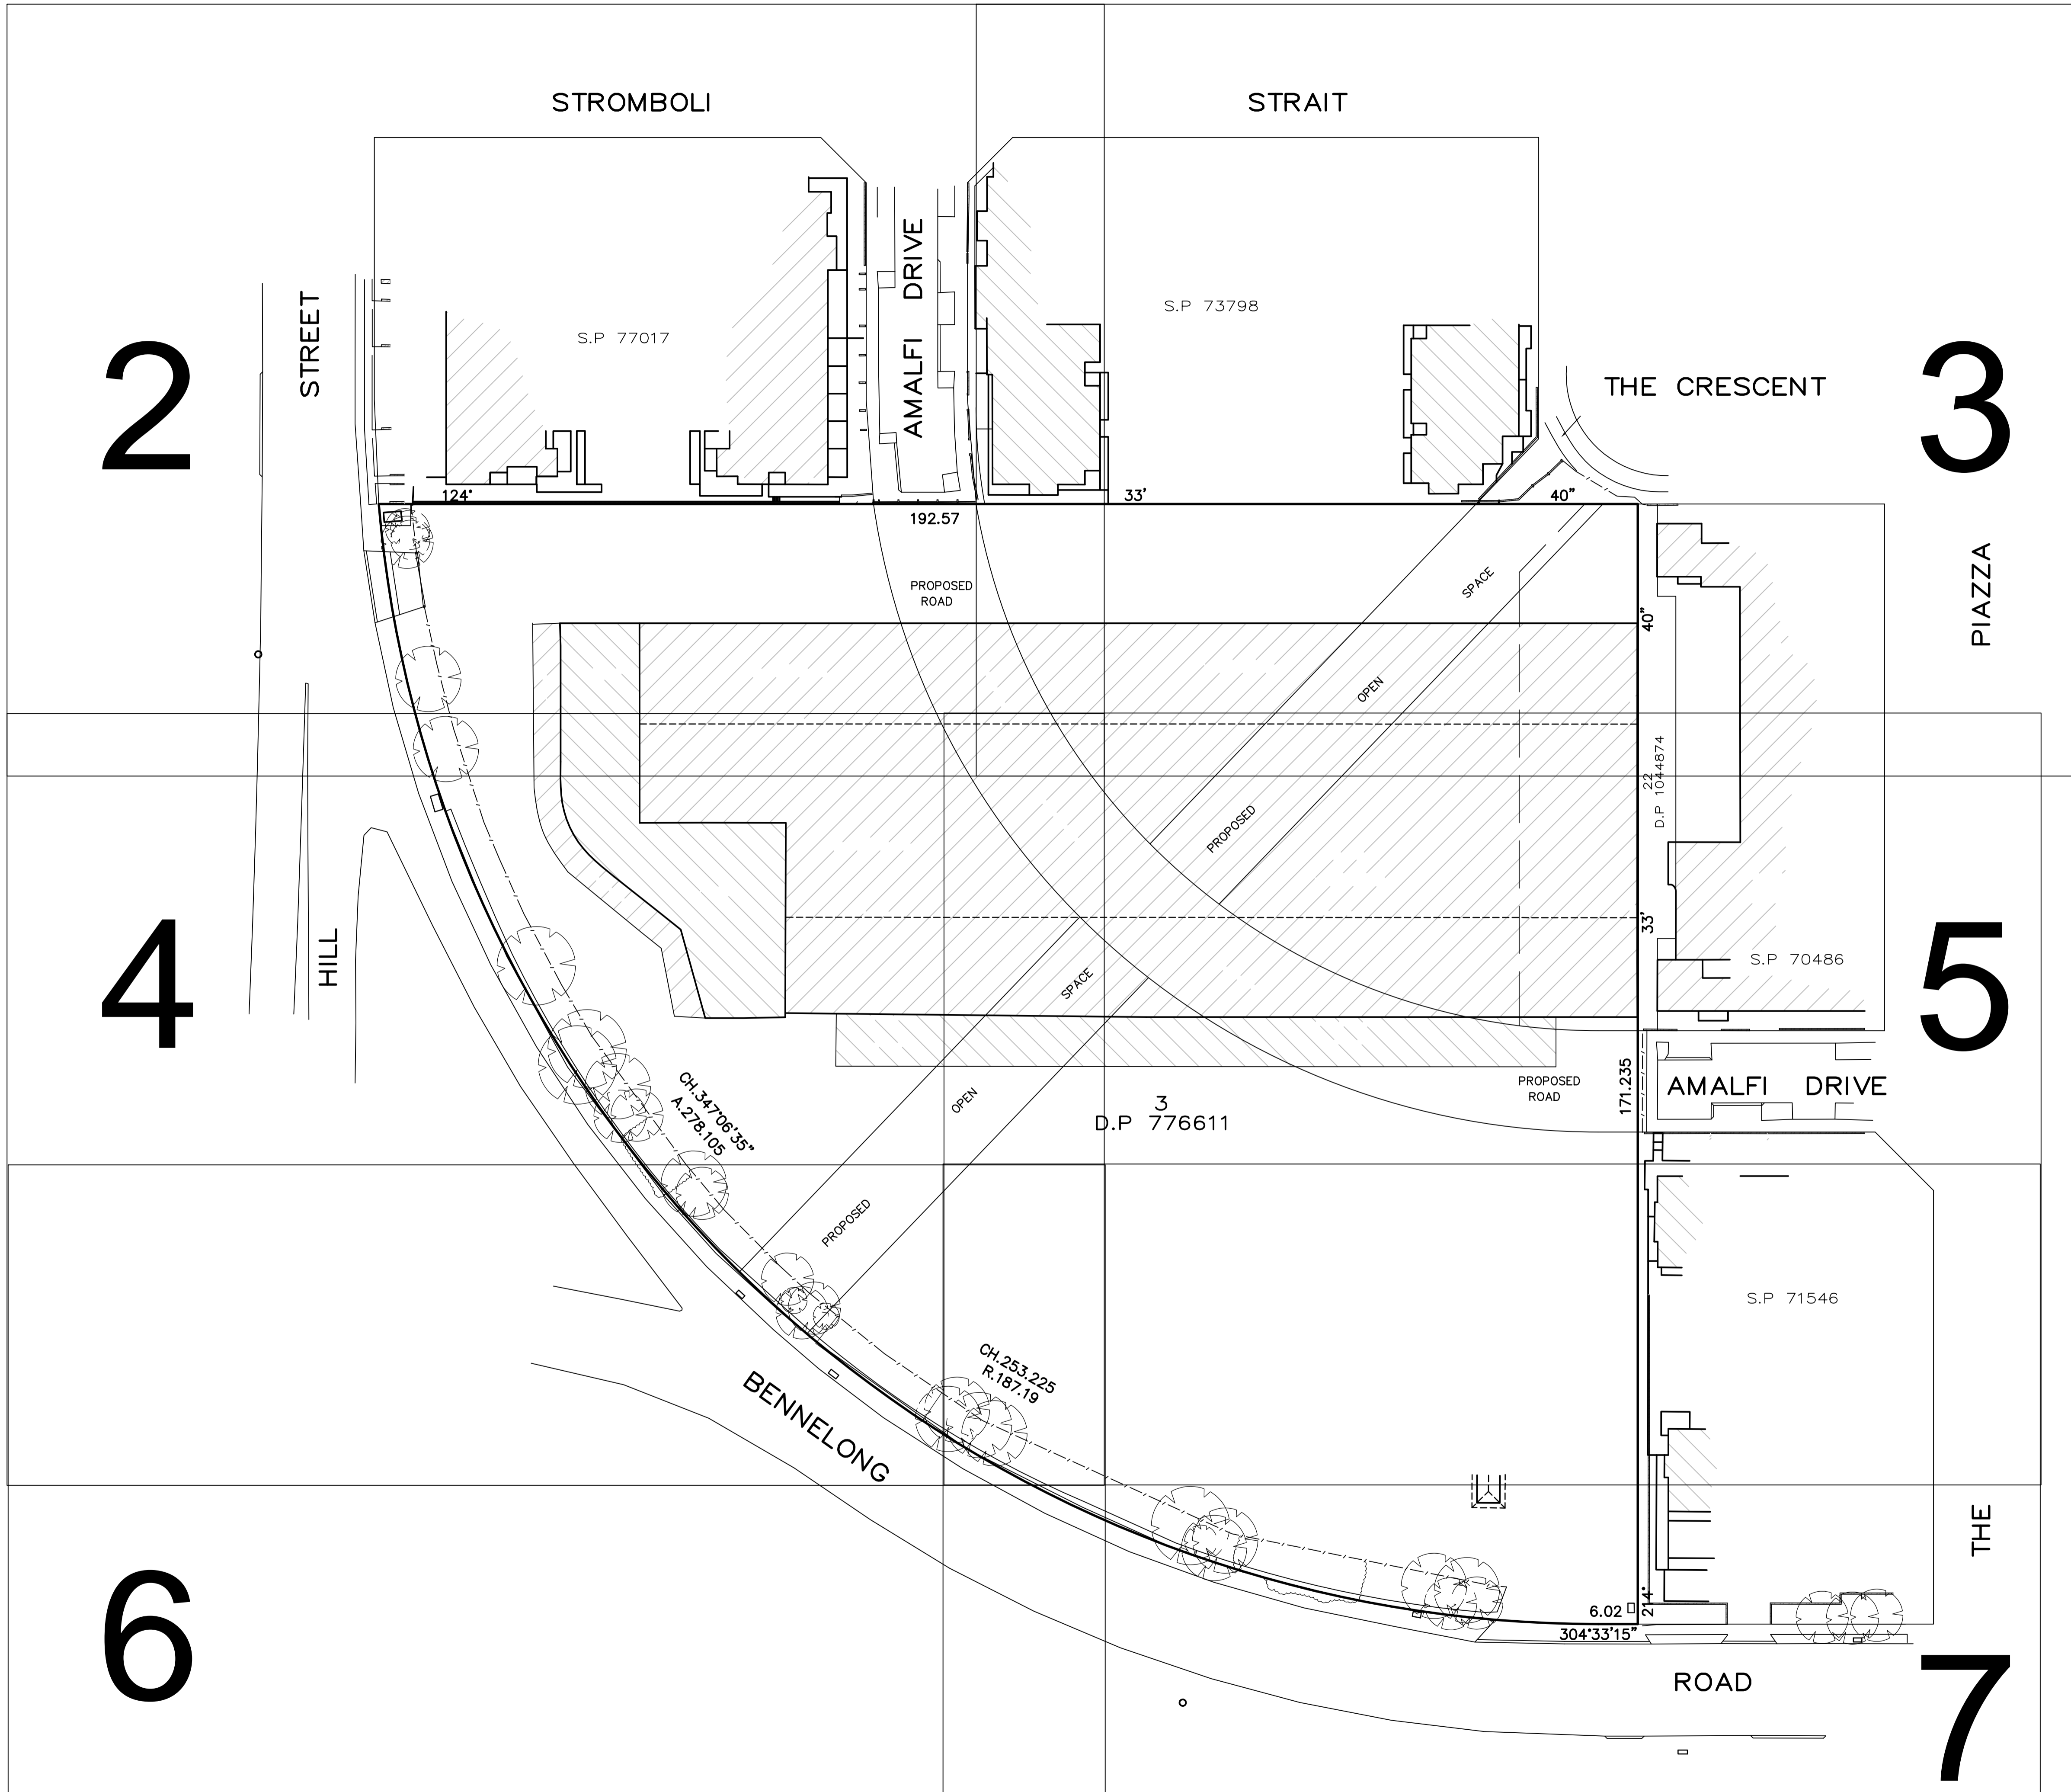 STROMBOLI
STRAIT
AMALFI DRIVE
STREET
2
S.P 77017
S.P 73798
THE CRESCENT
3
124°
192.57
33'
40"
PIAZZA
PROPOSED
ROAD
SPACE
OPEN
PROPOSED
40"
22
D.P 1044874
33'
S.P 70486
4
HILL
5
SPACE
OPEN
PROPOSED
PROPOSED
ROAD
171.235
AMALFI DRIVE
3
D.P 776611
CH.347°06'35"
A.278.105
S.P 71546
CH.253.225
R.187.19
BENNELONG
THE
6
6.02
214°
304°33'15"
ROAD
7